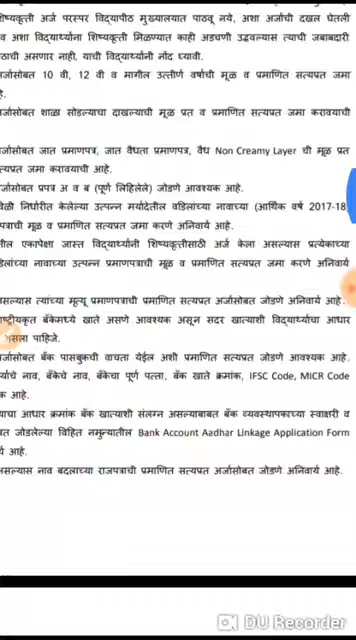 शिष्यवृत्ती अर्ज परस्पर विद्यापीठ मुख्यालयात पाठवू नये, अशा अर्जांची दखल घेतली
व अशा विद्यार्थ्यांना शिष्यवृत्ती मिळण्यात काही अडचणी उद्भवल्यास त्याची जबाबदारी
ठाची असणार नाही, याची विद्यार्थ्यांनी नोंद घ्यावी.
अर्जासोबत 10 वी, 12 वी व मागील उत्तीर्ण वर्षाची मूळ व प्रमाणित सत्यप्रत जमा
हे.
अर्जासोबत शाळा सोडल्याचा दाखल्याची मूळ प्रत व प्रमाणित सत्यप्रत जमा करावयाची
अर्जासोबत जात प्रमाणपत्र, जात वैधता प्रमाणपत्र, वैध Non Creamy Layer ची मूळ प्रत
त्यप्रत जमा करावयाची आहे.
अर्जासोबत प्रपत्र अ व ब (पूर्ण लिहिलेले) जोडणे आवश्यक आहे.
वेळी निर्धारीत केलेल्या उत्पन्न मर्यादेतील वडिलांच्या नावाच्या (आर्थिक वर्ष 2017-18
पत्राची मूळ व प्रमाणित सत्यप्रत जमा करणे अनिवार्य आहे.
तील एकापेक्षा जास्त विद्यार्थ्यांनी शिष्यवृत्तीसाठी अर्ज केला असल्यास प्रत्येकाच्या
डिलांच्या नावाच्या उत्पन्न प्रमाणपत्राची मूळ व प्रमाणित सत्यप्रत जमा करणे अनिवार्य
असल्यास त्यांच्या मृत्यू प्रमाणपत्राची प्रमाणित सत्यप्रत अर्जासोबत जोडणे अनिवार्य आहे.
ाष्ट्रीयकृत बँकेमध्ये खाते असणे आवश्यक असून सदर खात्याशी विद्यार्थ्याचा आधार
असला पाहिजे.
अर्जासोबत बँक पासबुकची वाचता येईल अशी प्रमाणित सत्यप्रत जोडणे आवश्यक आहे.
र्याचे नाव, बँकेचे नाव, बँकेचा पूर्ण पत्ता, बँक खाते क्रमांक, IFSC Code, MICR Code
क आहे.
याचा आधार क्रमांक बँक खात्याशी संलग्न असल्याबाबत बँक व्यवस्थापकाच्या स्वाक्षरी व
बत जोडलेल्या विहित नमुन्यातील Bank Account Aadhar Linkage Application Form
र्य आहे.
असल्यास नाव बदलाच्या राजपत्राची प्रमाणित सत्यप्रत अर्जासोबत जोडणे अनिवार्य आहे.
DU Recorder